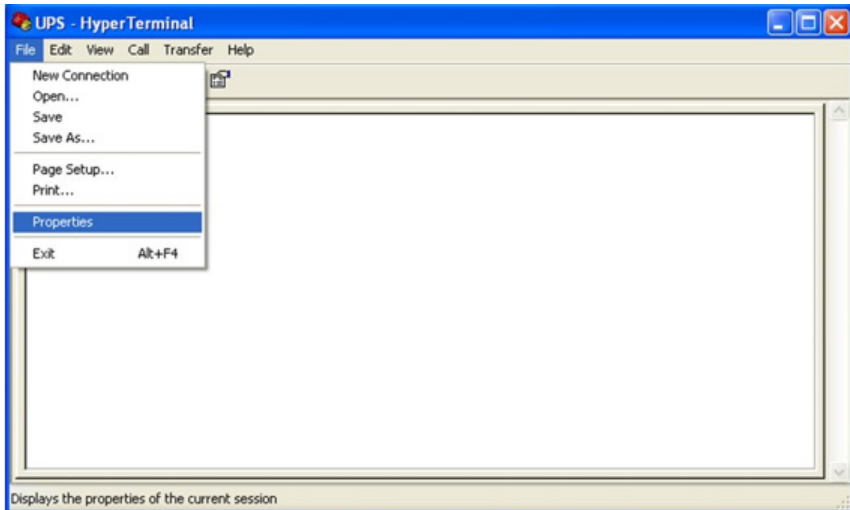 UPS - HyperTerminal
File Edit View Call Transfer Help
New Connection
Open...
Save
Save As...
Page Setup...
Print...
Properties
Exit Alt+F4
Displays the properties of the current session